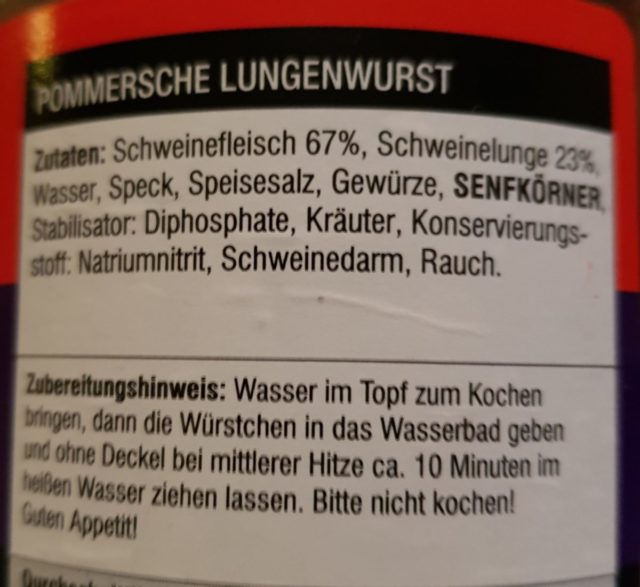 POMMERSCHE LUNGENWURST
Zutaten: Schweinefleisch 67%, Schweinelunge 23%,
Wasser, Speck, Speisesalz, Gewürze, SENFKÖRNER,
Stabilisator: Diphosphate, Kräuter, Konservierungs-
stoff: Natriumnitrit, Schweinedarm, Rauch.
Zubereitungshinweis: Wasser im Topf zum Kochen
bringen, dann die Würstchen in das Wasserbad geben
und ohne Deckel bei mittlerer Hitze ca. 10 Minuten im
heißen Wasser ziehen lassen. Bitte nicht kochen!
Guten Appetit!